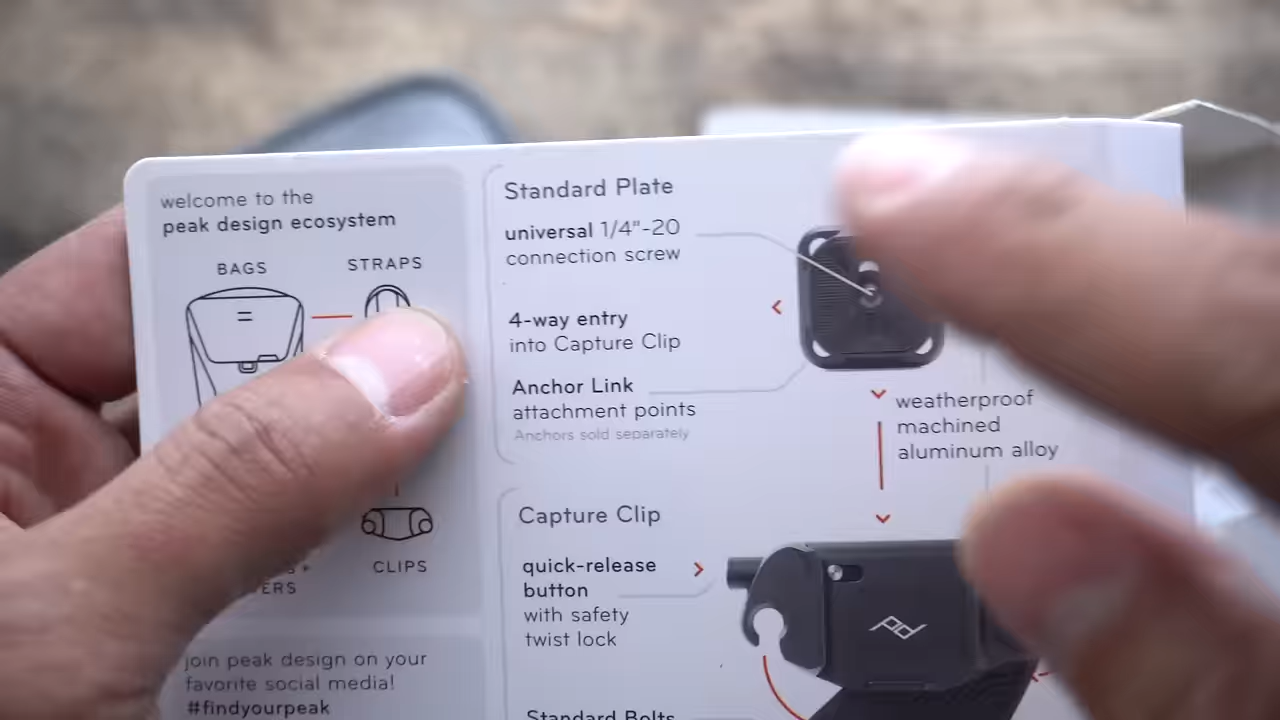 welcome to the
peak design ecosystem
BAGS
STRAPS
CLIPS
join peak design on your
favorite social media!
#findyourpeak
Standard Plate
universal 1/4"-20
connection screw
4-way entry
into Capture Clip
Anchor Link
attachment points
Anchors sold separately
weatherproof
machined
aluminum alloy
Capture Clip
quick-release
button
with safety
twist lock
Standard Bolts